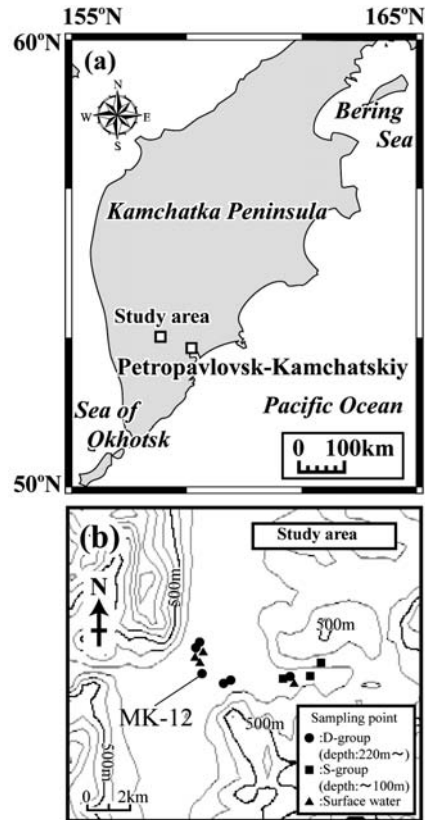 155ºN
165ºN
60ºN
(a)
N
W
E
S
Bering
Sea
Kamchatka Peninsula
Study area
Petropavlovsk-Kamchatskiy
Sea of
Okhotsk
Pacific Ocean
0 100km
50ºN
(b)
Study area
N
500m
500m
MK-12
500m
500m
0 2km
Sampling point
●:D-group
(depth:220m〜)
■:S-group
(depth:〜100m)
▲:Surface water